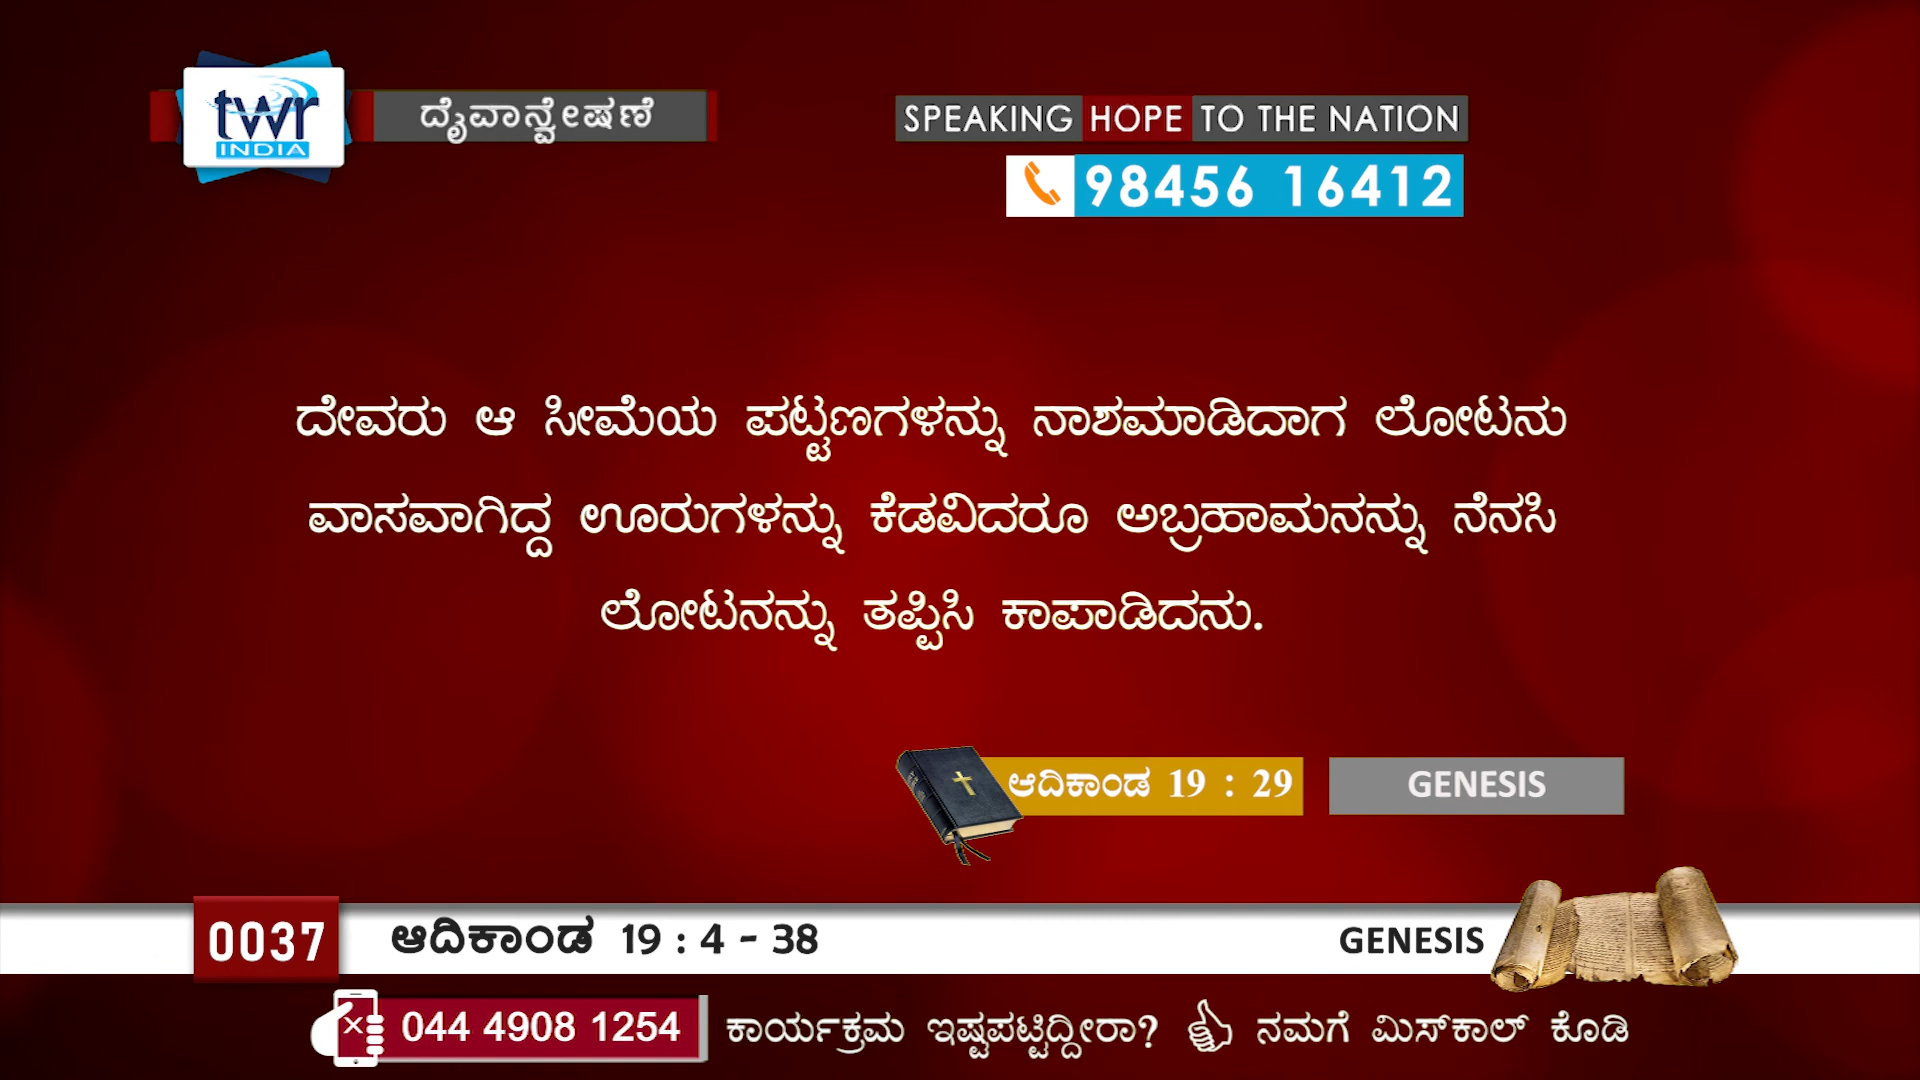 twr
INDIA
ದೈವಾನ್ವೇಷಣೆ
SPEAKING HOPE TO THE NATION
98456 16412
ದೇವರು ಆ ಸೀಮೆಯ ಪಟ್ಟಣಗಳನ್ನು ನಾಶಮಾಡಿದಾಗ ಲೋಟನು
ವಾಸವಾಗಿದ್ದ ಊರುಗಳನ್ನು ಕೆಡವಿದರೂ ಅಬ್ರಹಾಮನನ್ನು ನೆನಸಿ
ಲೋಟನನ್ನು ತಪ್ಪಿಸಿ ಕಾಪಾಡಿದನು.
ಆದಿಕಾಂಡ 19 : 29
GENESIS
0037
ಆದಿಕಾಂಡ 19 : 4 - 38
GENESIS
044 4908 1254
ಕಾರ್ಯಕ್ರಮ ಇಷ್ಟಪಟ್ಟಿದ್ದೀರಾ? ನಮಗೆ ಮಿಸ್‌ಕಾಲ್ ಕೊಡಿ